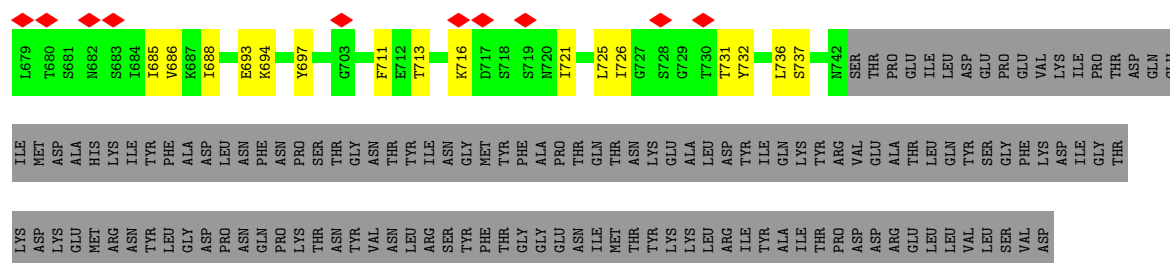 L679 T680 S681 N682 S683 I684 I685 V686 K687 I688 E693 K694 Y697 G703 F711 E712 T713 K716 D717 S718 S719 N720 I721 L725 I726 G727 S728 G729 T730 T731 Y732 L736 S737 N742 SER THR PRO GLU ILE LEU ASP GLU PRO GLU VAL LYS ILE PRO THR ASP GLN GLU
ILE MET ASP ALA HIS LYS ILE TYR PHE ALA ASP LEU ASN PHE ASN PRO SER THR GLY ASN THR TYR ILE ASN GLY MET TYR PHE ALA PRO THR GLN THR ASN LYS GLU ALA LEU ASP TYR ILE GLN LYS TYR ARG VAL GLU ALA THR LEU GLN TYR SER GLY PHE LYS ASP ILE GLY THR
LYS ASP LYS GLU MET ARG ASN TYR LEU GLY ASP PRO ASN GLN PRO LYS THR ASN TYR VAL ASN LEU ARG SER TYR PHE THR GLY GLY GLU ASN ILE MET THR TYR LYS LYS LEU ARG ILE TYR ALA ILE THR PRO ASP ASP ARG GLU LEU LEU VAL LEU SER VAL ASP